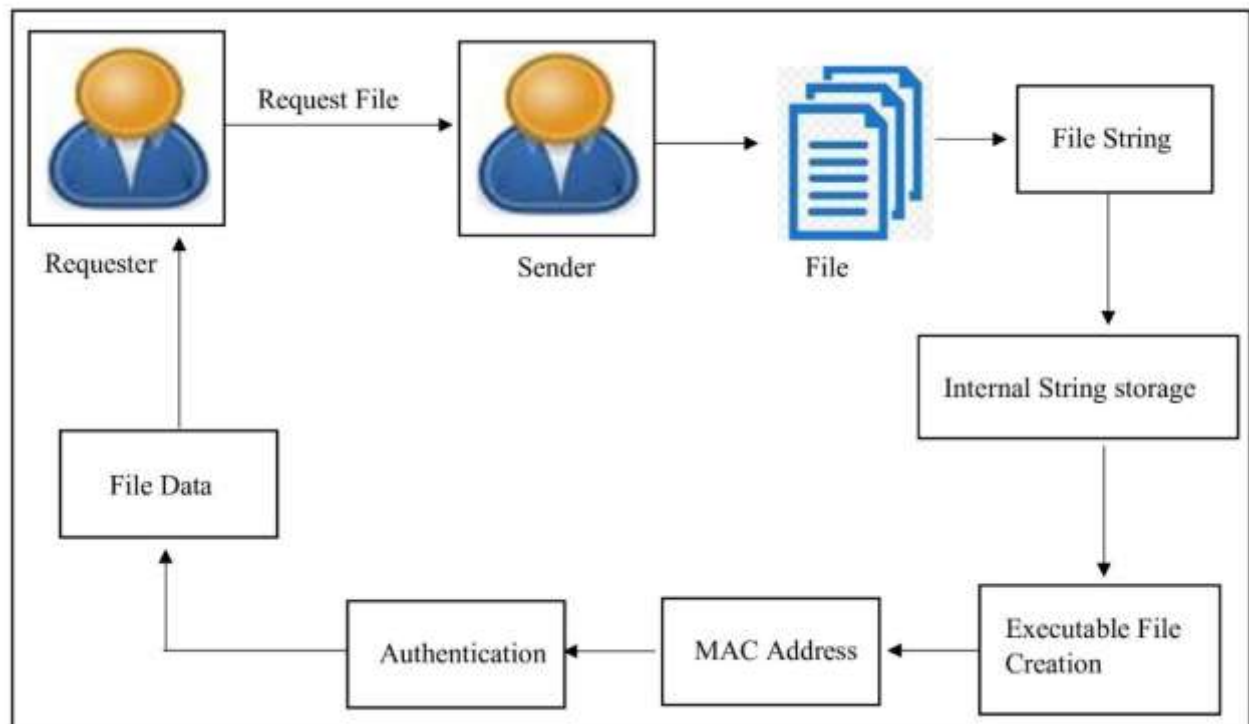 Request File
File String
Requester
Sender
File
Internal String storage
File Data
Executable File
Creation
MAC Address
Authentication